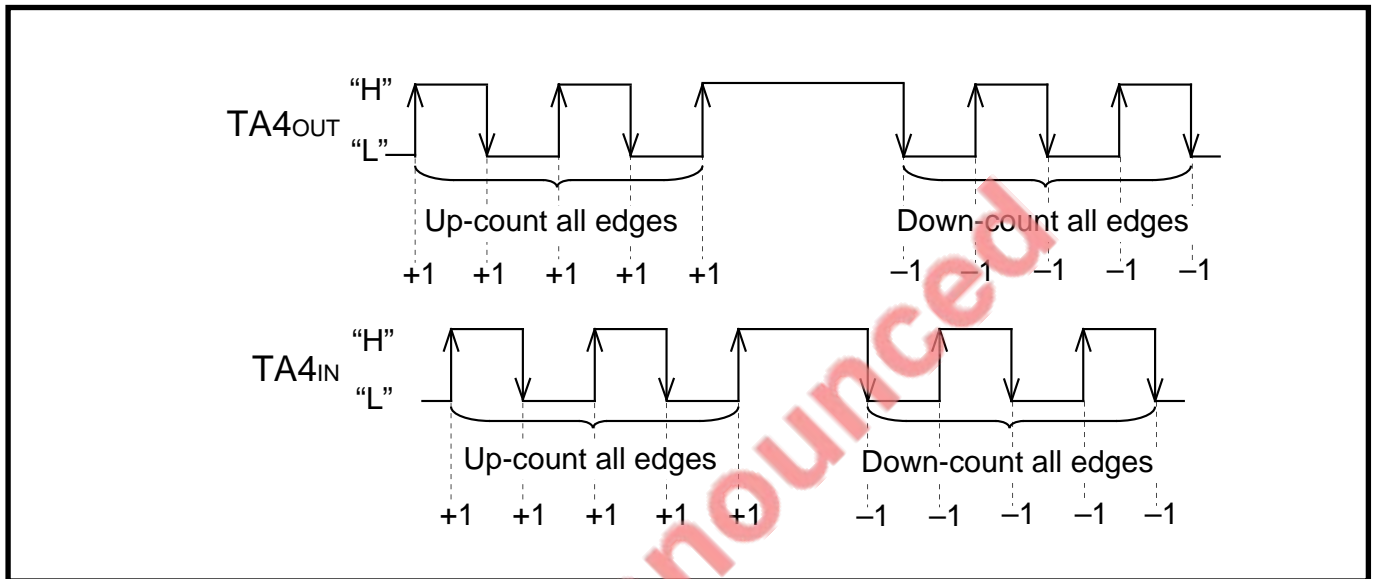 “H”
TA4OUT
“L”
Up-count all edges Down-count all edges
+1 +1 +1 +1 +1 –1 –1 –1 –1 –1
“H”
TA4IN
“L”
Up-count all edges Down-count all edges
+1 +1 +1 +1 +1 –1 –1 –1 –1 –1
nounced